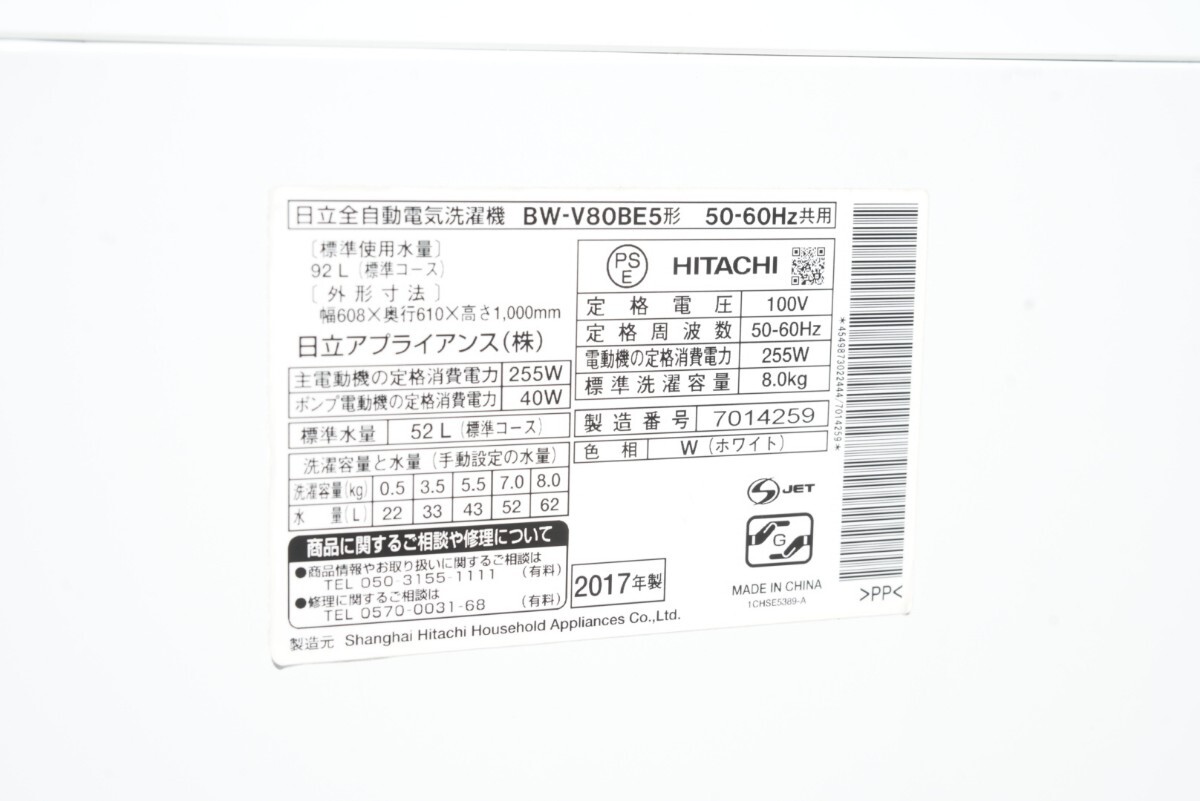 日立全自動電気洗濯機 BW-V80BE5形 50-60Hz共用
〔標準使用水量〕
92 L (標準コース)
〔外形寸法〕
幅608×奥行610×高さ1,000mm
日立アプライアンス(株)
主電動機の定格消費電力 255W
ポンプ電動機の定格消費電力 40W
標準水量 52 L (標準コース)
洗濯容量と水量 (手動設定の水量)
洗濯容量(kg) 0.5 3.5 5.5 7.0 8.0
水 量(L) 22 33 43 52 62
商品に関するご相談や修理について
●商品情報やお取り扱いに関するご相談は
TEL 050-3155-1111 (有料)
●修理に関するご相談は
TEL 0570-0031-68 (有料)
製造元 Shanghai Hitachi Household Appliances Co.,Ltd.
PS
E
HITACHI
定格電圧 100V
定格周波数 50-60Hz
電動機の定格消費電力 255W
標準洗濯容量 8.0kg
製造番号 7014259
色相 W (ホワイト)
S JET
G
2017年製
MADE IN CHINA
1CHSE5389-A
*4549873022444/7014259*
>PP<